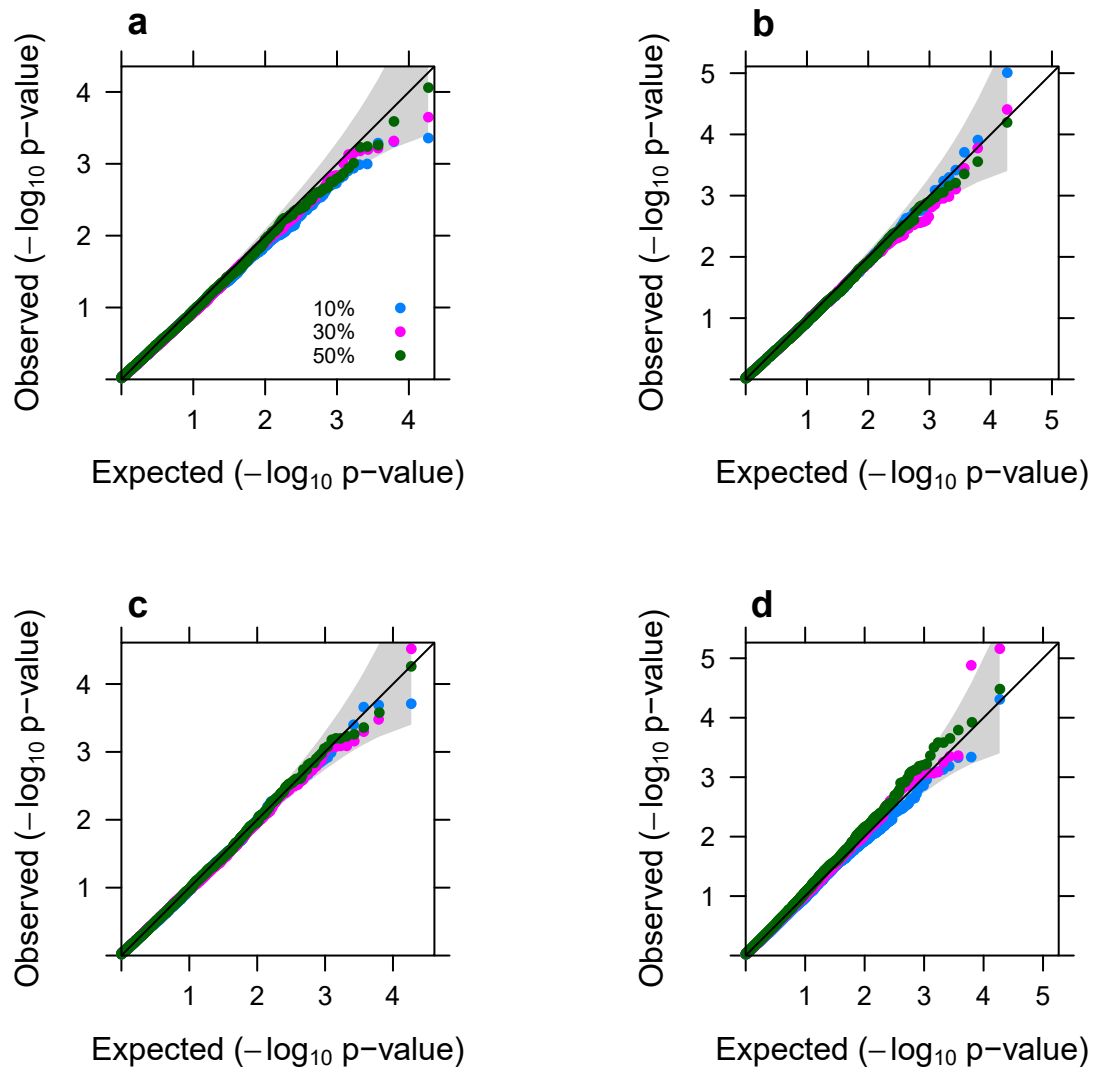 a
Observed (−log10 p−value)
4
3
2
1
10%
30%
50%
1 2 3 4
Expected (−log10 p−value)
b
Observed (−log10 p−value)
5
4
3
2
1
1 2 3 4 5
Expected (−log10 p−value)
c
Observed (−log10 p−value)
4
3
2
1
1 2 3 4
Expected (−log10 p−value)
d
Observed (−log10 p−value)
5
4
3
2
1
1 2 3 4 5
Expected (−log10 p−value)